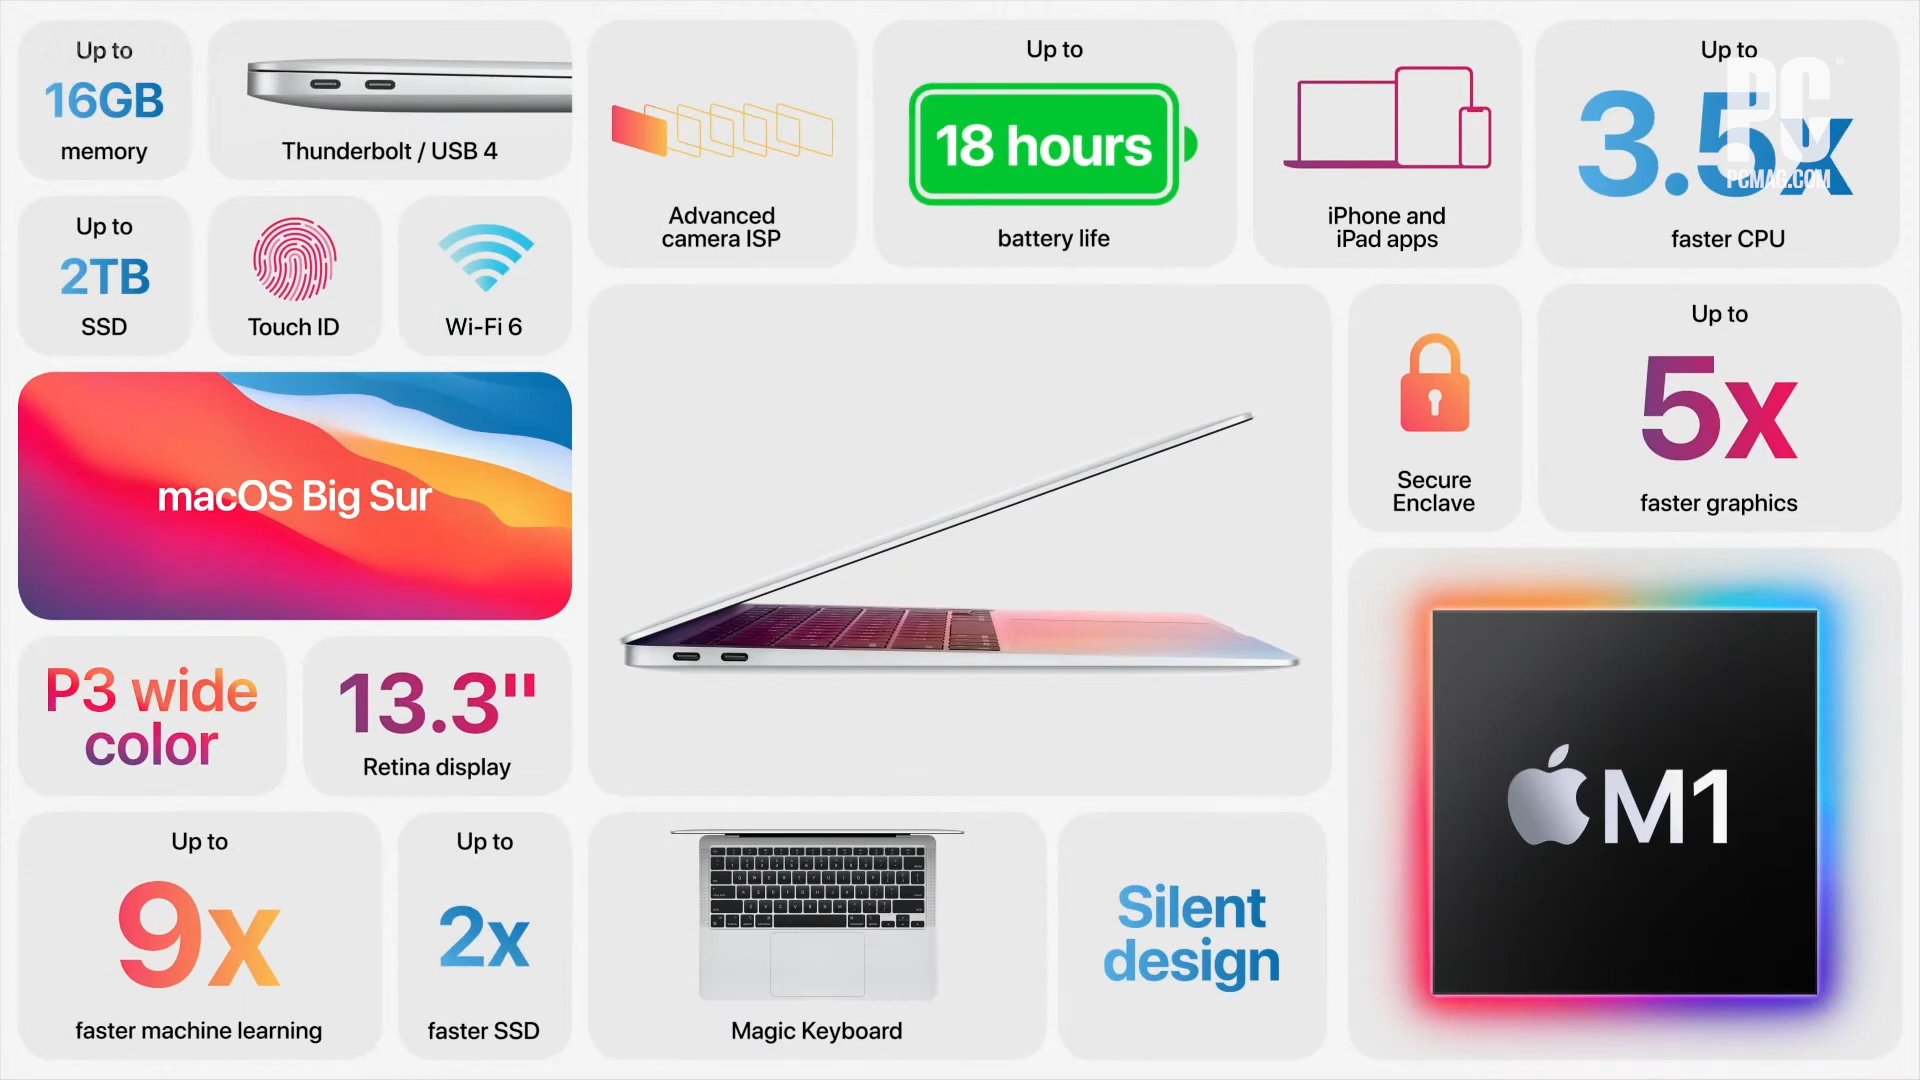 Up to
16GB
memory
Thunderbolt / USB 4
Advanced
camera ISP
Up to
18 hours
battery life
iPhone and
iPad apps
Up to
3.5x
faster CPU
PC
PCMAG.COM
Up to
2TB
SSD
Touch ID
Wi-Fi 6
Secure
Enclave
Up to
5x
faster graphics
macOS Big Sur
P3 wide
color
13.3"
Retina display
M1
Up to
9x
faster machine learning
Up to
2x
faster SSD
Magic Keyboard
Silent
design